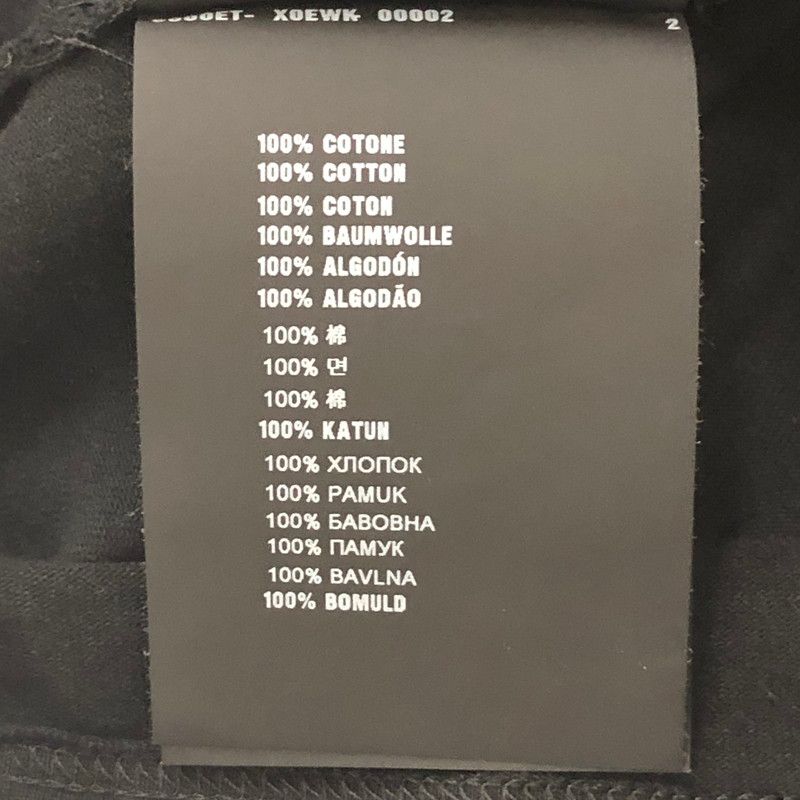 X0EWK 00002
2
100% COTONE
100% COTTON
100% COTON
100% BAUMWOLLE
100% ALGODÓN
100% ALGODÃO
100% 棉
100% 면
100% 棉
100% KATUN
100% ХЛОПОК
100% PAMUK
100% БАВОВНА
100% ПАМУК
100% BAVLNA
100% BOMULD